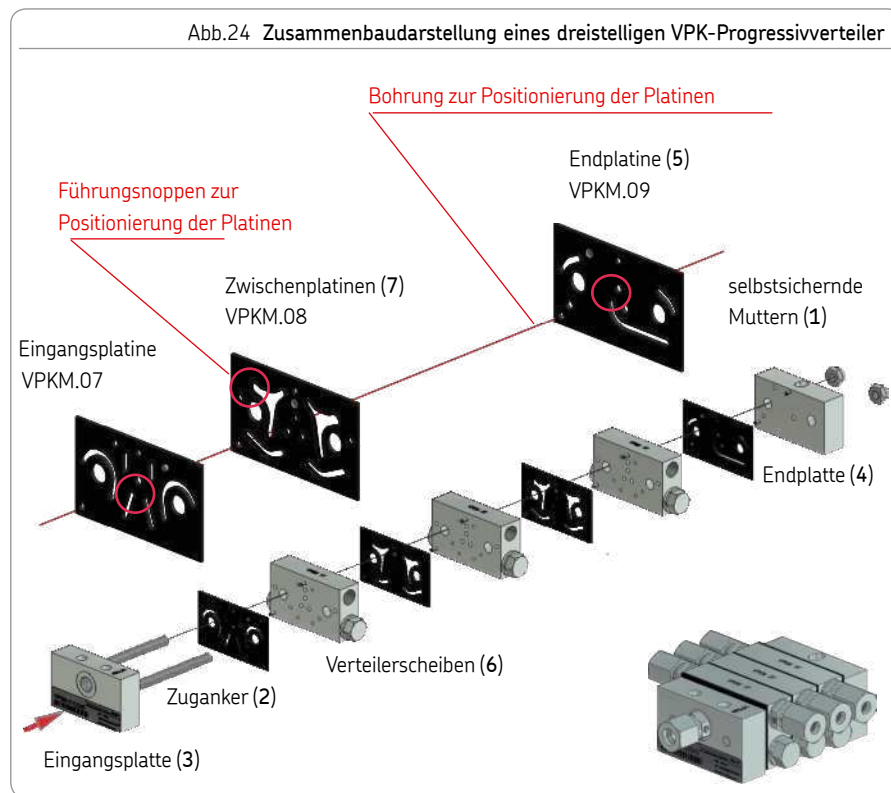 Abb.24 Zusammenbaudarstellung eines dreistelligen VPK-Progressivverteiler
Bohrung zur Positionierung der Platinen
Endplatine (5)
VPKM.09
Führungsnoppen zur
Positionierung der Platinen
Zwischenplatinen (7)
VPKM.08
selbstsichernde
Muttern (1)
Eingangsplatine
VPKM.07
Endplatte (4)
Verteilerscheiben (6)
Zuganker (2)
Eingangsplatte (3)